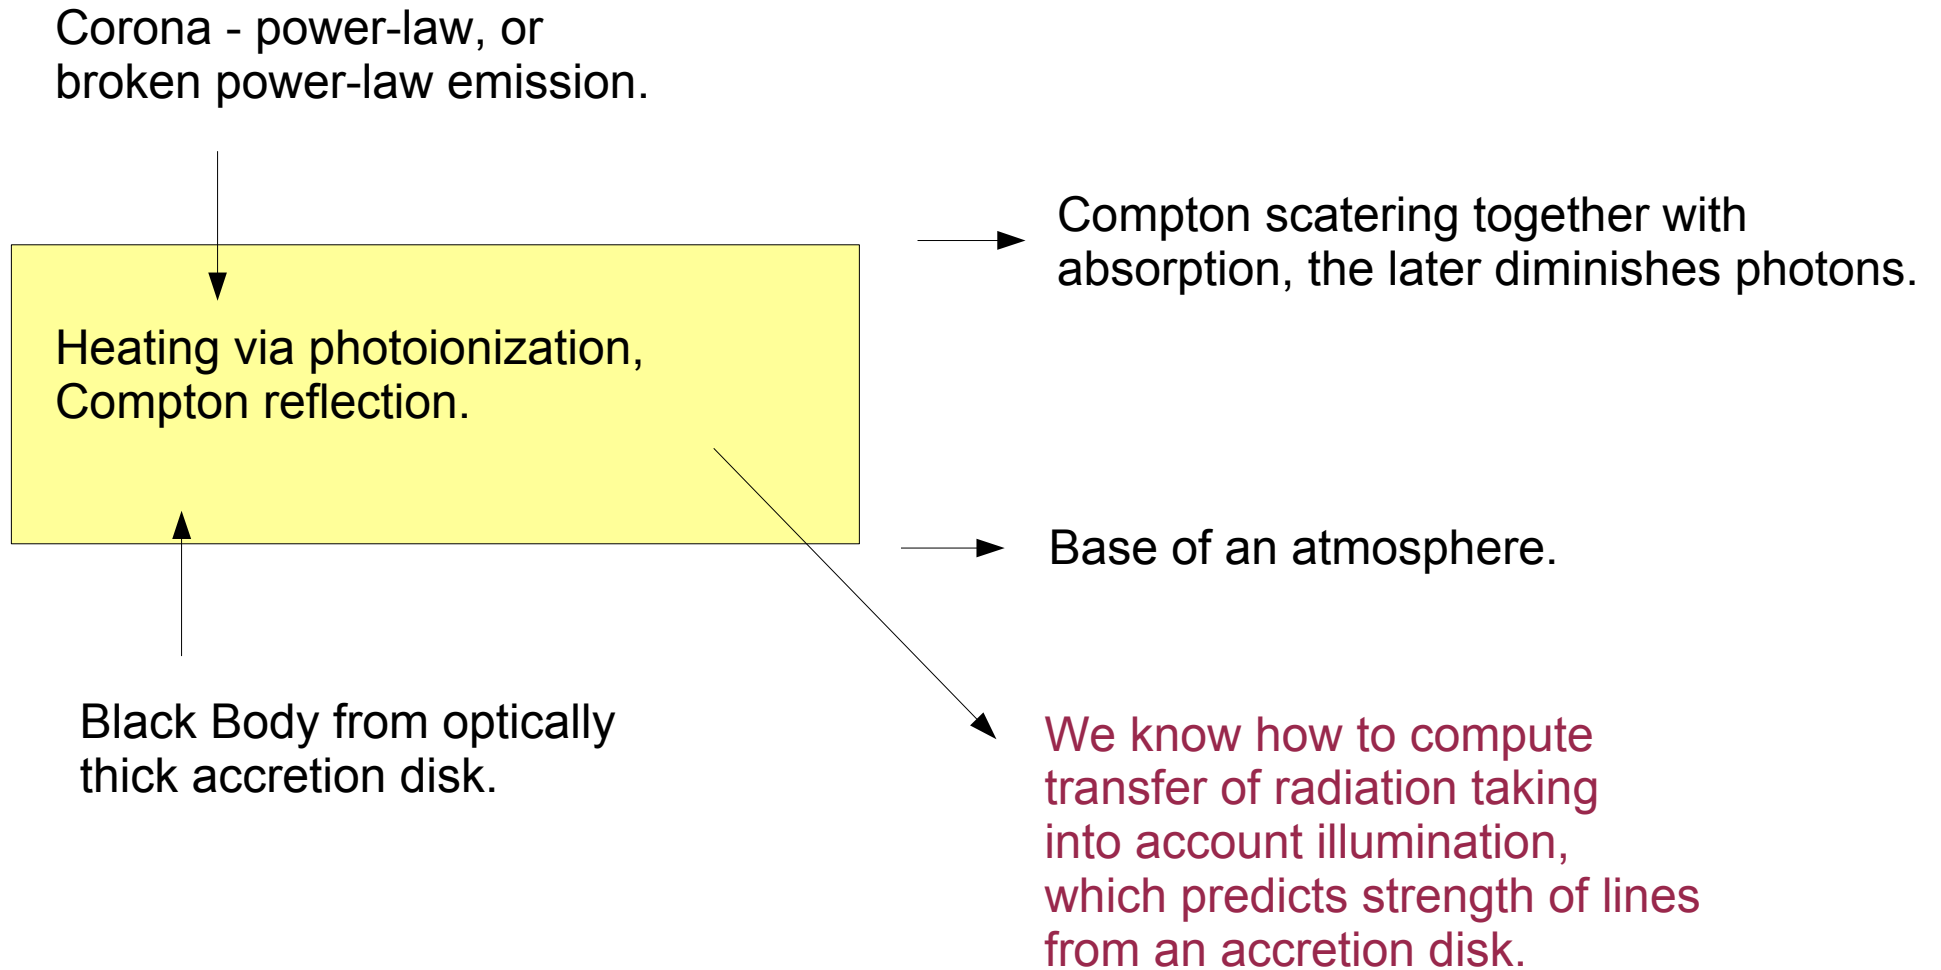 Corona - power-law, or
broken power-law emission.
Compton scatering together with
absorption, the later diminishes photons.
Heating via photoionization,
Compton reflection.
Base of an atmosphere.
Black Body from optically
thick accretion disk.
We know how to compute
transfer of radiation taking
into account illumination,
which predicts strength of lines
from an accretion disk.